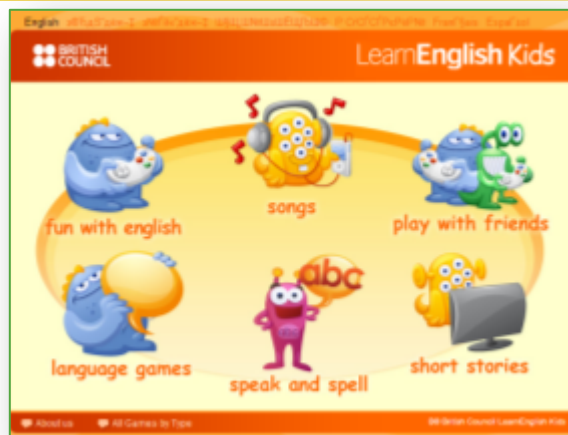 English
BRITISH
COUNCIL
LearnEnglish Kids
songs
fun with english
play with friends
abc
language games
speak and spell
short stories
About us
All Games by Type
British Council LearnEnglish Kids